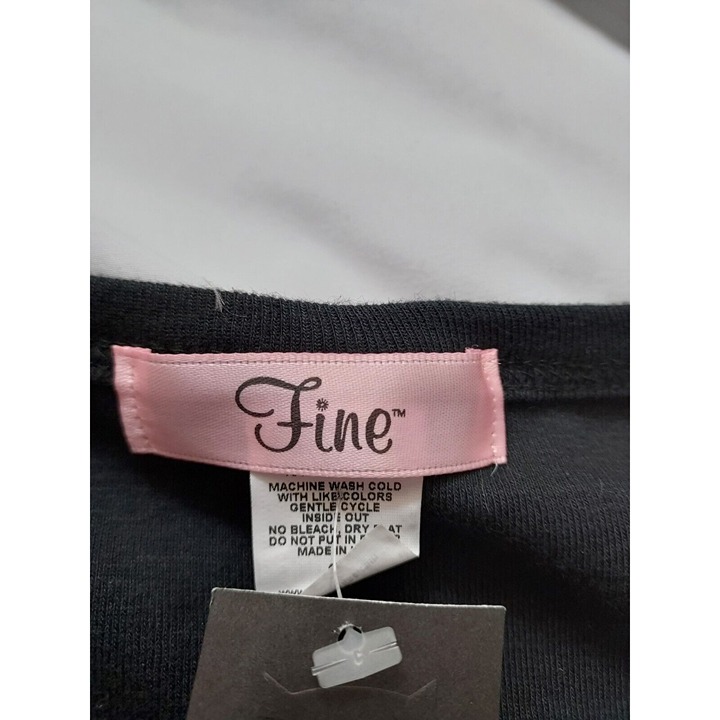 Fine™
MACHINE WASH COLD
WITH LIKE COLORS
GENTLE CYCLE
INSIDE OUT
NO BLEACH, DRY
DO NOT PUT IN
MADE IN